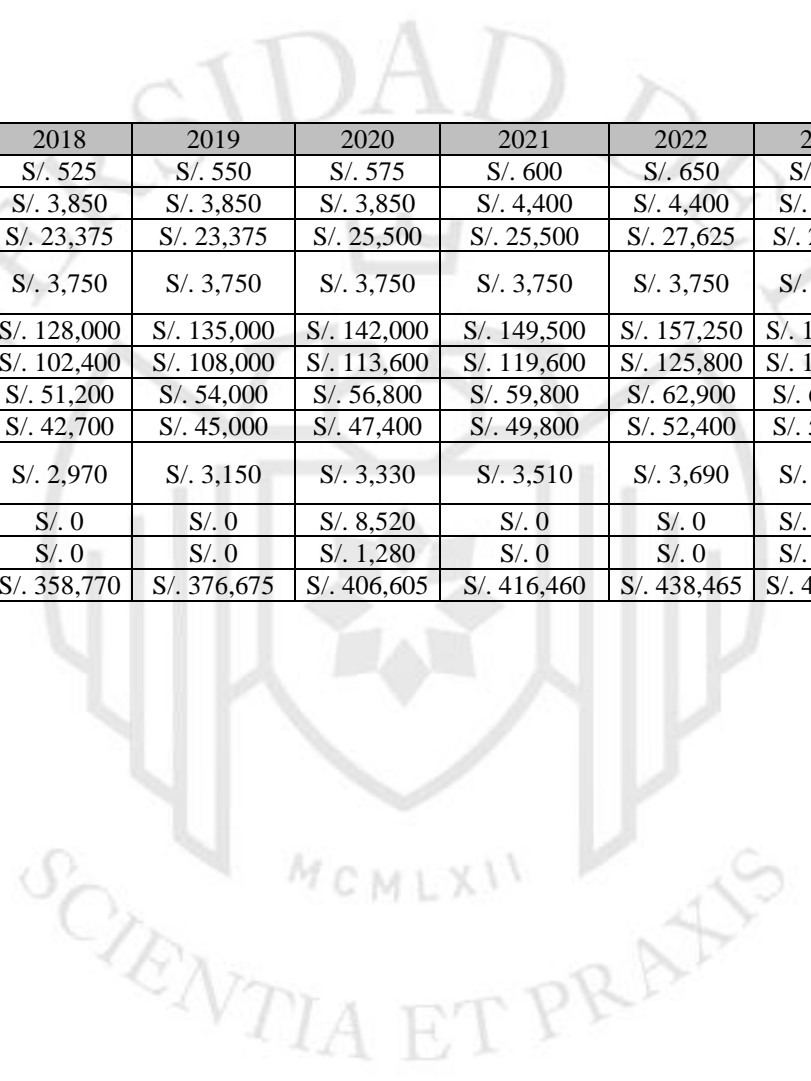 2018 2019 2020 2021 2022 2
S/. 525 S/. 550 S/. 575 S/. 600 S/. 650 S/
S/. 3,850 S/. 3,850 S/. 3,850 S/. 4,400 S/. 4,400 S/.
S/. 23,375 S/. 23,375 S/. 25,500 S/. 25,500 S/. 27,625 S/.
S/. 3,750 S/. 3,750 S/. 3,750 S/. 3,750 S/. 3,750 S/.
S/. 128,000 S/. 135,000 S/. 142,000 S/. 149,500 S/. 157,250 S/. 1
S/. 102,400 S/. 108,000 S/. 113,600 S/. 119,600 S/. 125,800 S/. 1
S/. 51,200 S/. 54,000 S/. 56,800 S/. 59,800 S/. 62,900 S/.
S/. 42,700 S/. 45,000 S/. 47,400 S/. 49,800 S/. 52,400 S/.
S/. 2,970 S/. 3,150 S/. 3,330 S/. 3,510 S/. 3,690 S/.
S/. 0 S/. 0 S/. 8,520 S/. 0 S/. 0 S/.
S/. 0 S/. 0 S/. 1,280 S/. 0 S/. 0 S/.
S/. 358,770 S/. 376,675 S/. 406,605 S/. 416,460 S/. 438,465 S/. 4
MCMLXII
SCIENTIA ET PRAXIS